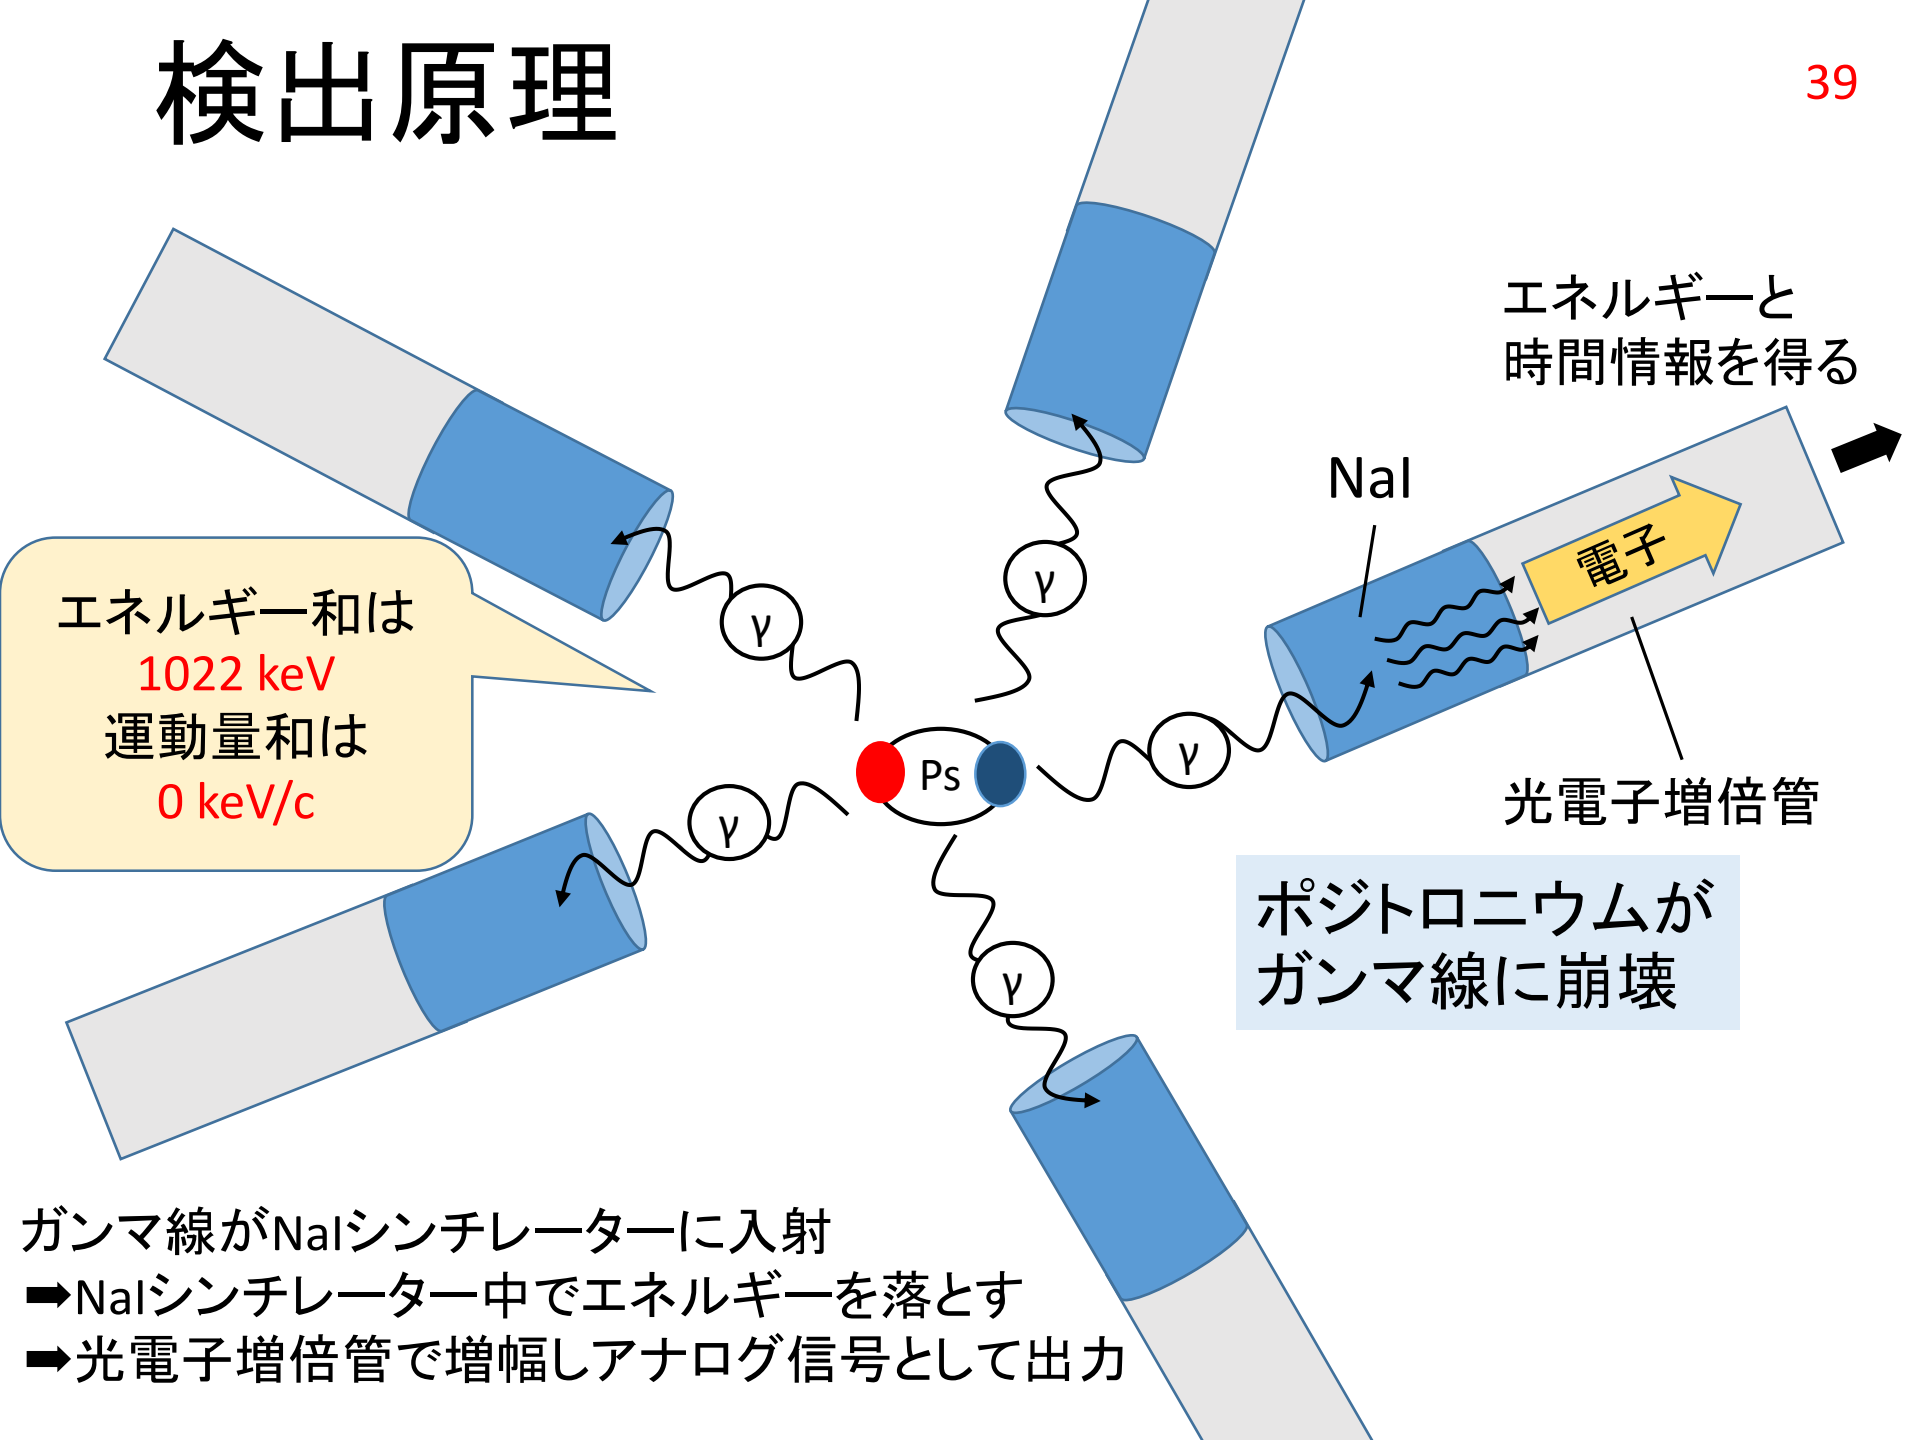 検出原理
39
エネルギーと
時間情報を得る
NaI
電子
γ
γ
γ
γ
γ
Ps
エネルギー和は
1022 keV
運動量和は
0 keV/c
光電子増倍管
ポジトロニウムが
ガンマ線に崩壊
ガンマ線がNaIシンチレーターに入射
➡NaIシンチレーター中でエネルギーを落とす
➡光電子増倍管で増幅しアナログ信号として出力